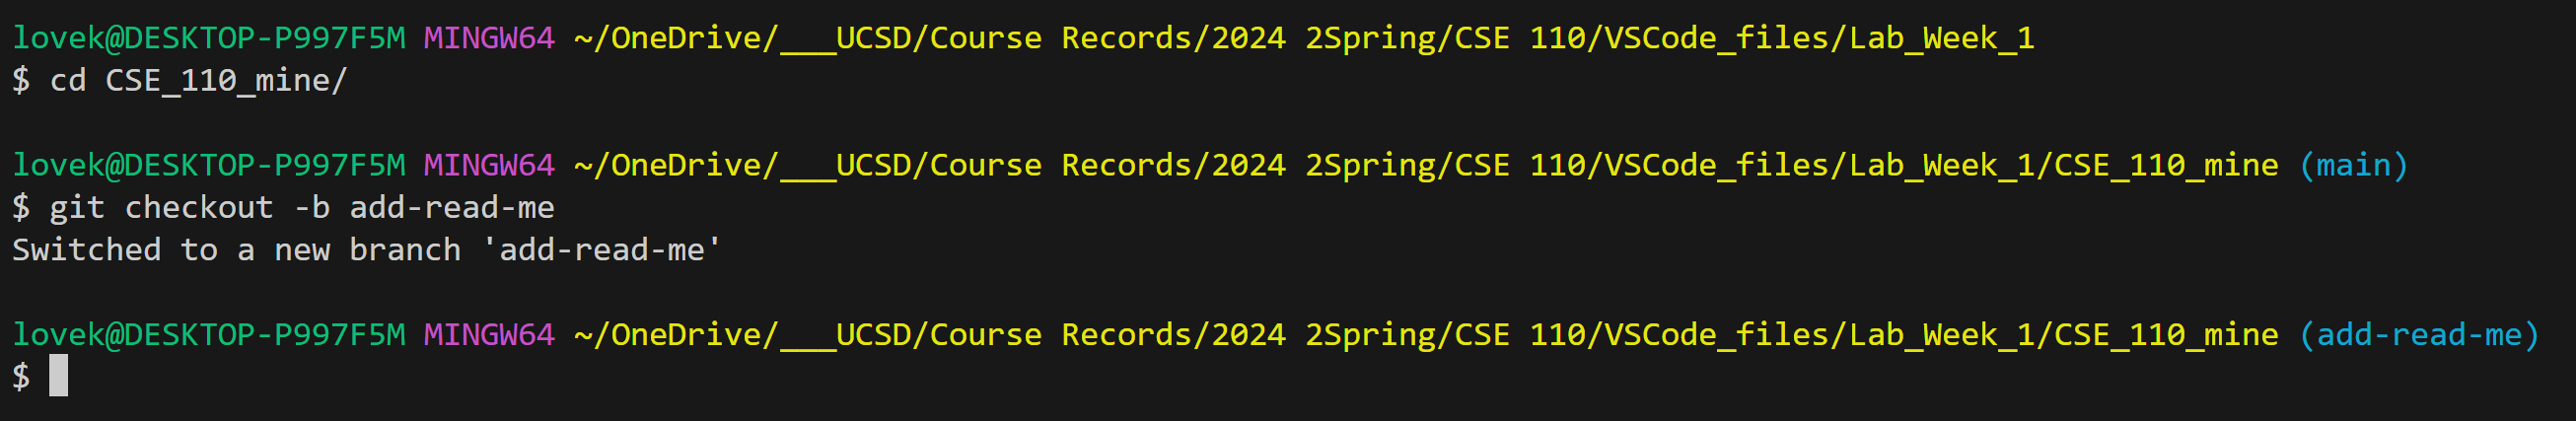 lovek@DESKTOP-P997F5M MINGW64 ~/OneDrive/___UCSD/Course Records/2024 2Spring/CSE 110/VSCode_files/Lab_Week_1
$ cd CSE_110_mine/
lovek@DESKTOP-P997F5M MINGW64 ~/OneDrive/___UCSD/Course Records/2024 2Spring/CSE 110/VSCode_files/Lab_Week_1/CSE_110_mine (main)
$ git checkout -b add-read-me
Switched to a new branch 'add-read-me'
lovek@DESKTOP-P997F5M MINGW64 ~/OneDrive/___UCSD/Course Records/2024 2Spring/CSE 110/VSCode_files/Lab_Week_1/CSE_110_mine (add-read-me)
$